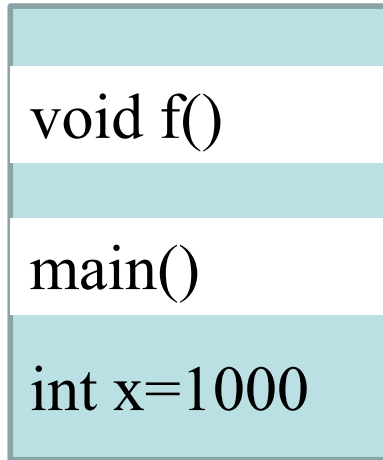 void f()
main()
int x=1000